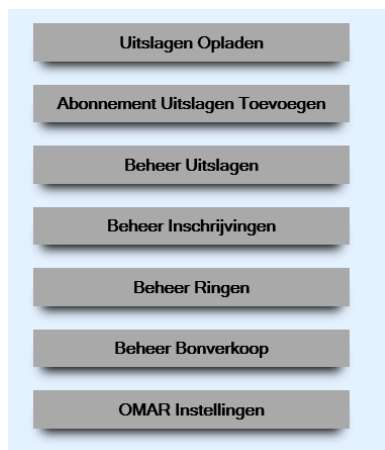 Uitslagen Opladen
Abonnement Uitslagen Toevoegen
Beheer Uitslagen
Beheer Inschrijvingen
Beheer Ringen
Beheer Bonverkoop
OMAR Instellingen